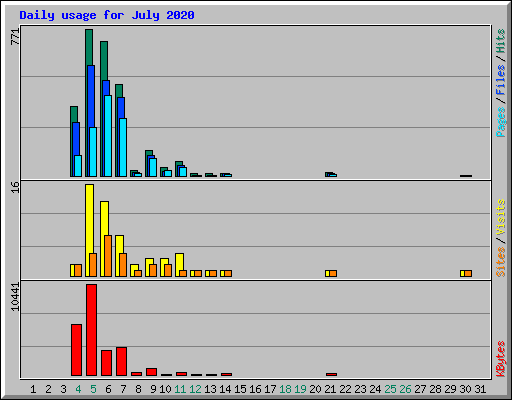 Daily usage for July 2020
771
Pages / Files / Hits
16
Sites / Visits
10441
KBytes
1 2 3 4 5 6 7 8 9 10 11 12 13 14 15 16 17 18 19 20 21 22 23 24 25 26 27 28 29 30 31